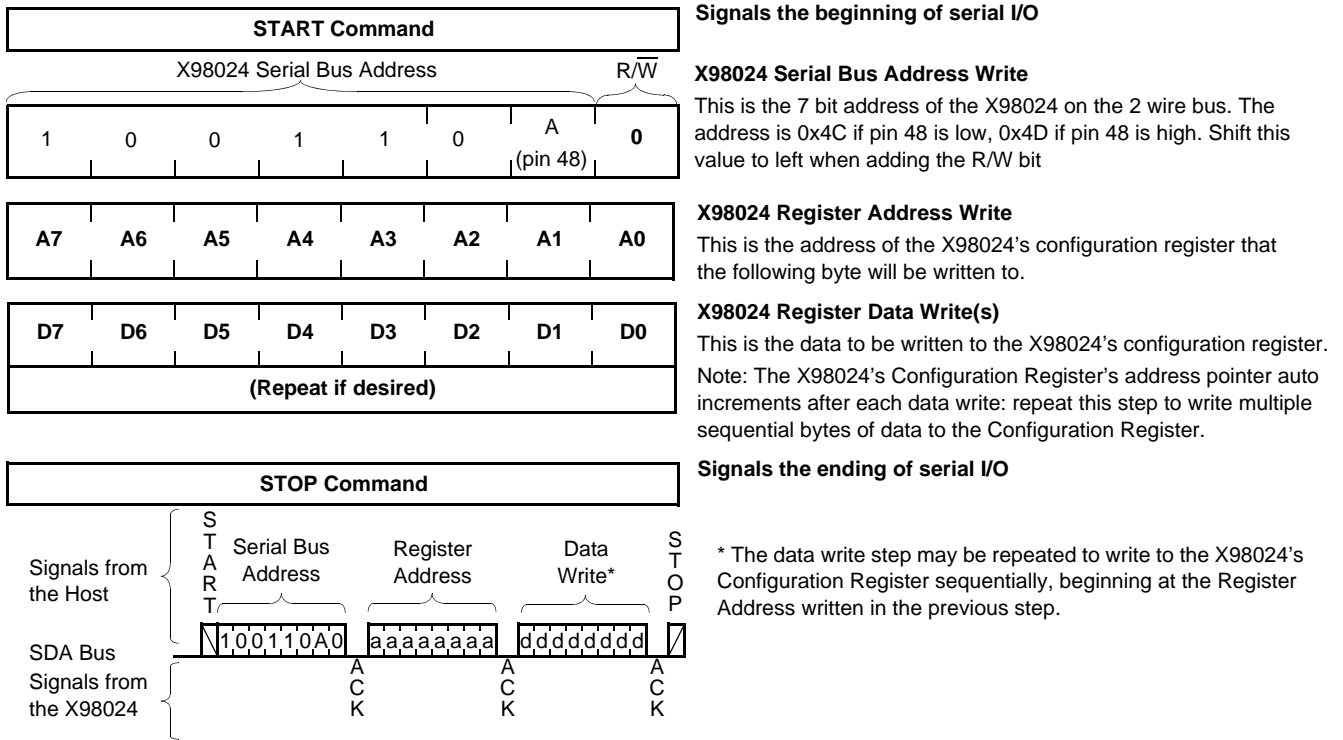 START Command
Signals the beginning of serial I/O
X98024 Serial Bus Address
R/W
1 0 0 1 1 0 A (pin 48) 0
X98024 Serial Bus Address Write
This is the 7 bit address of the X98024 on the 2 wire bus. The
address is 0x4C if pin 48 is low, 0x4D if pin 48 is high. Shift this
value to left when adding the R/W bit
A7 A6 A5 A4 A3 A2 A1 A0
X98024 Register Address Write
This is the address of the X98024's configuration register that
the following byte will be written to.
D7 D6 D5 D4 D3 D2 D1 D0
(Repeat if desired)
X98024 Register Data Write(s)
This is the data to be written to the X98024's configuration register.
Note: The X98024's Configuration Register's address pointer auto
increments after each data write: repeat this step to write multiple
sequential bytes of data to the Configuration Register.
STOP Command
Signals the ending of serial I/O
Signals from
the Host
START
Serial Bus
Address
Register
Address
Data
Write*
STOP
* The data write step may be repeated to write to the X98024's
Configuration Register sequentially, beginning at the Register
Address written in the previous step.
SDA Bus
100110A0 aaaaaaaa dddddddd
Signals from
the X98024
ACK
ACK
ACK